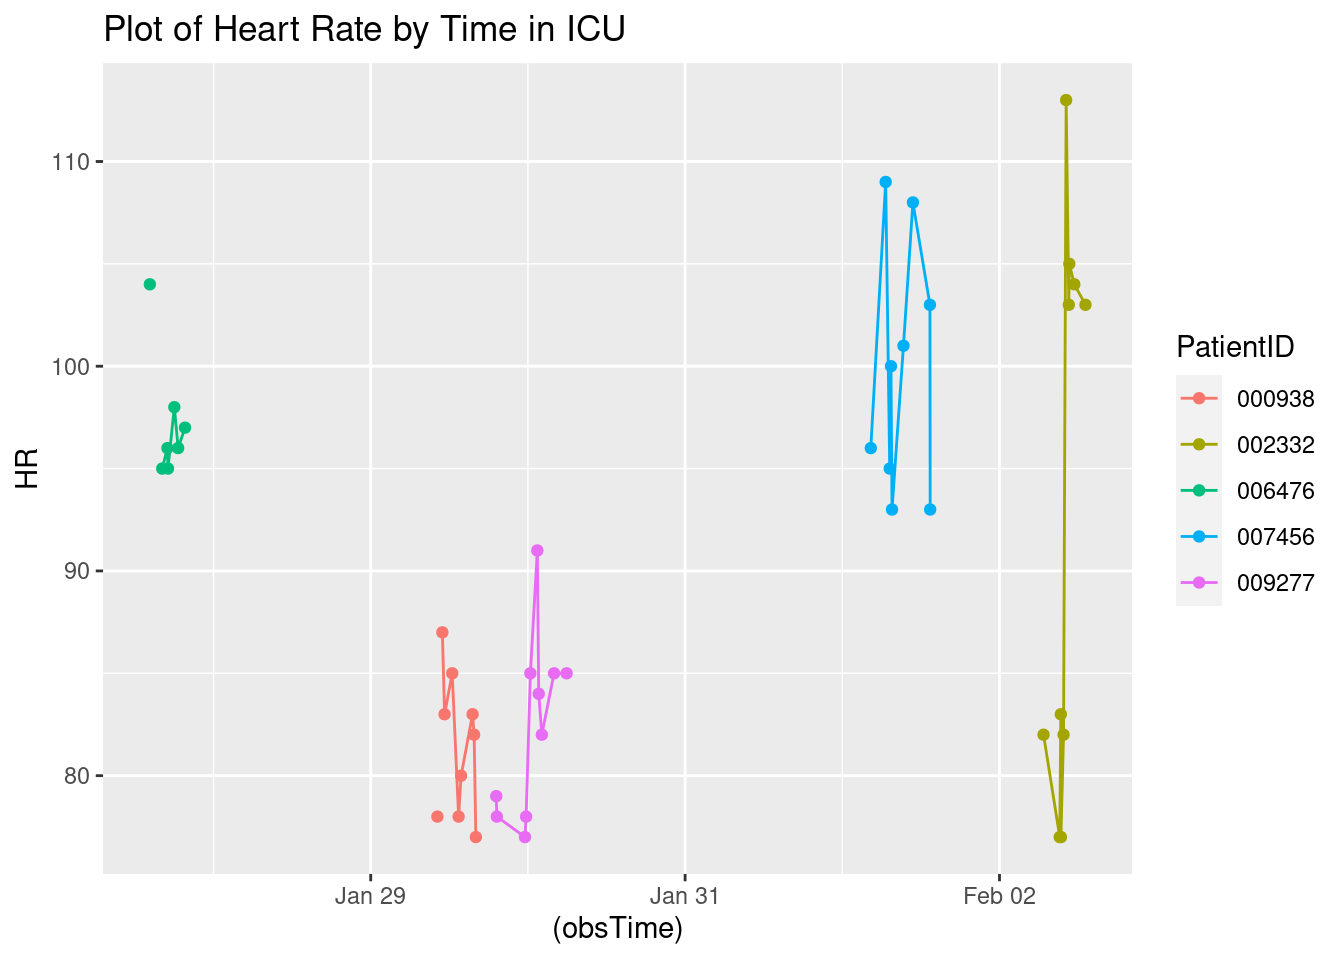 Plot of Heart Rate by Time in ICU
HR
110
100
90
80
Jan 29
Jan 31
Feb 02
(obsTime)
PatientID
000938
002332
006476
007456
009277